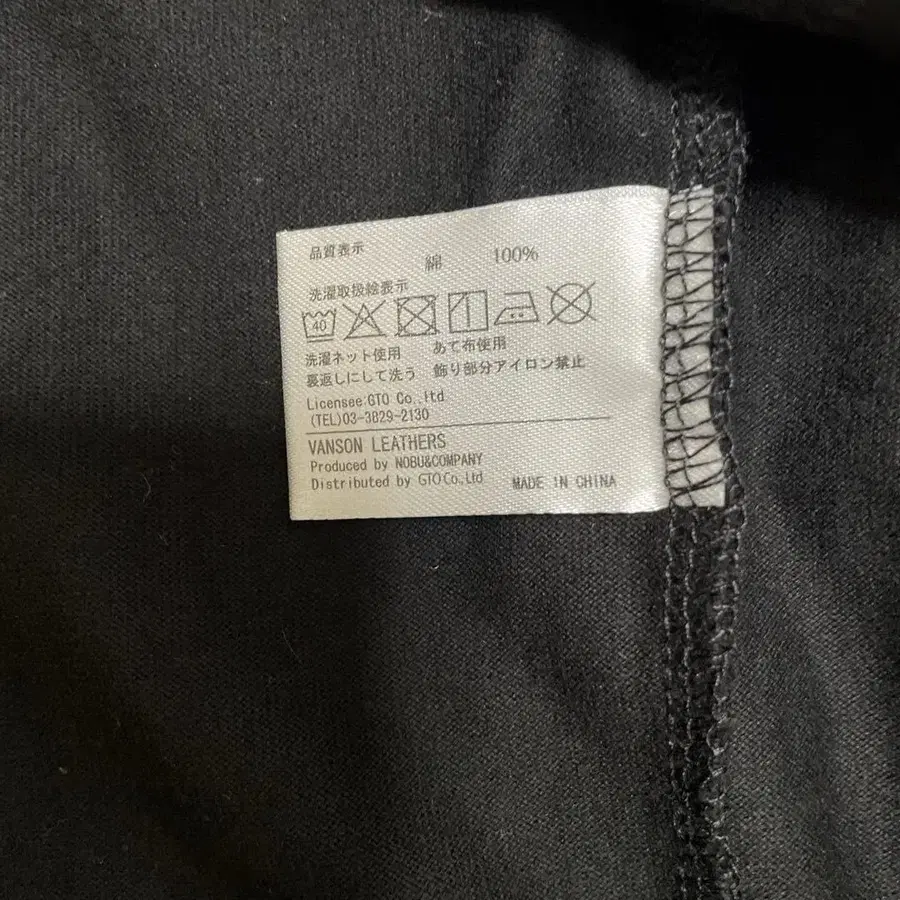 品質表示
綿 100%
洗濯取扱絵表示
40
洗濯ネット使用 あて布使用
裏返しにして洗う 飾り部分アイロン禁止
Licensee:GTO Co.,ltd
(TEL)03-3829-2130
VANSON LEATHERS
Produced by NOBU&COMPANY
Distributed by GTO Co.,Ltd MADE IN CHINA